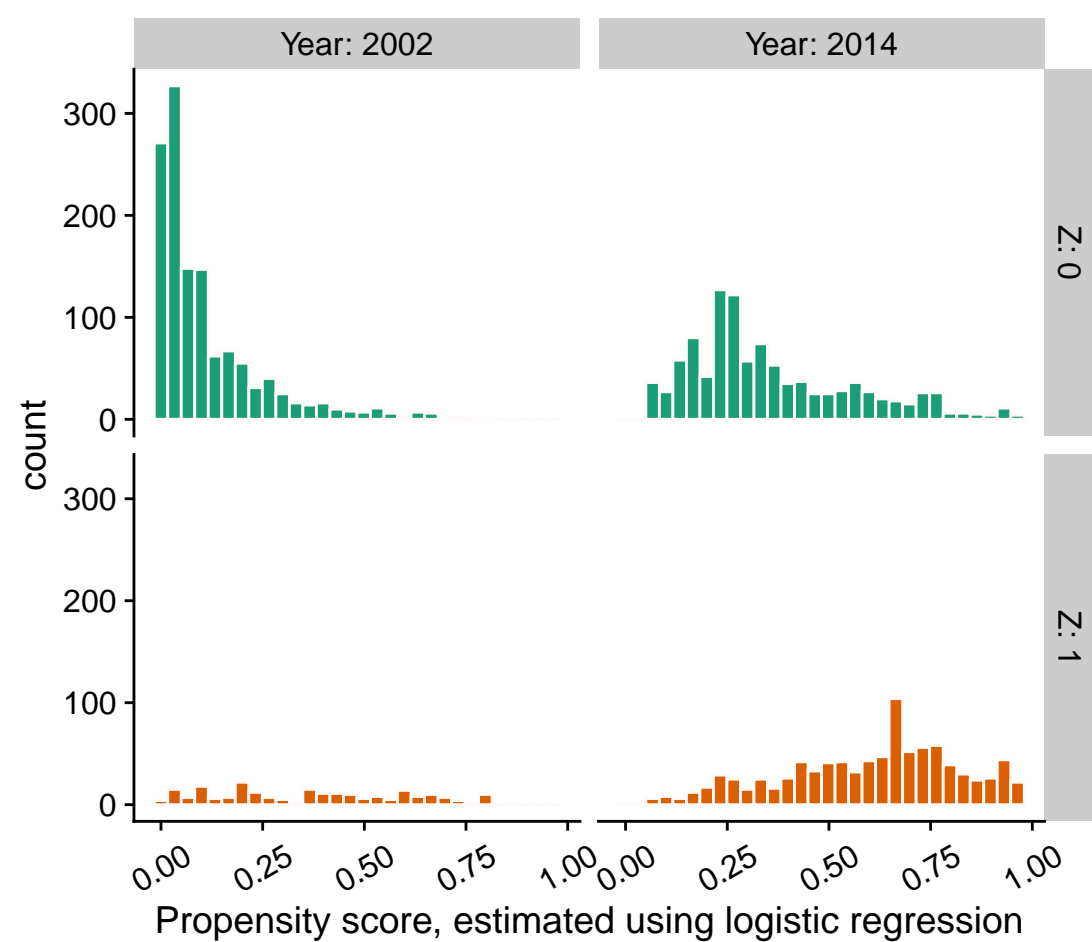 Year: 2002
Year: 2014
300
200
100
0
Z: 0
count
300
200
100
0
Z: 1
0.00 0.25 0.50 0.75 1.00
0.00 0.25 0.50 0.75 1.00
Propensity score, estimated using logistic regression